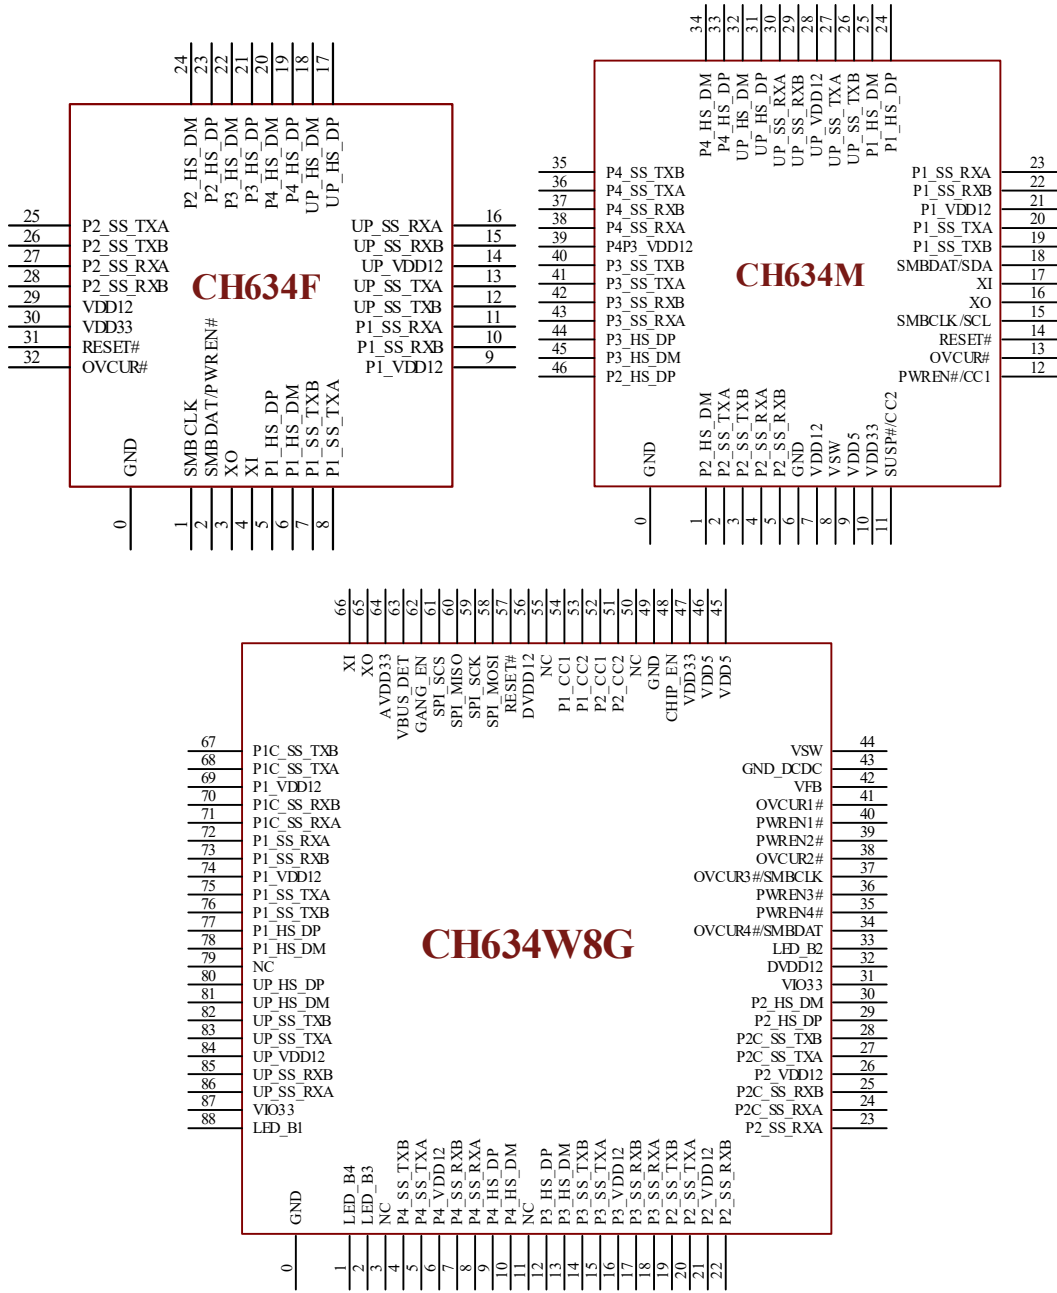 24 23 22 21 20 19 18 17
P2_HS_DM P2_HS_DP P3_HS_DM P3_HS_DP P4_HS_DM P4_HS_DP UP_HS_DM UP_HS_DP
25 P2_SS_TXA UP_SS_RXA 16
26 P2_SS_TXB UP_SS_RXB 15
27 P2_SS_RXA UP_VDD12 14
28 P2_SS_RXB UP_SS_TXA 13
29 VDD12 UP_SS_TXB 12
30 VDD33 P1_SS_RXA 11
31 RESET# P1_SS_RXB 10
32 OVCUR# P1_VDD12 9
CH634F
GND SMBCLK SMBDAT/PWREN# XO XI P1_HS_DP P1_HS_DM P1_SS_TXB P1_SS_TXA
0 1 2 3 4 5 6 7 8
34 33 32 31 30 29 28 27 26 25 24
P4_HS_DM P4_HS_DP UP_HS_DM UP_HS_DP UP_SS_RXA UP_SS_RXB UP_VDD12 UP_SS_TXA UP_SS_TXB P1_HS_DM P1_HS_DP
35 P4_SS_TXB P1_SS_RXA 23
36 P4_SS_TXA P1_SS_RXB 22
37 P4_SS_RXB P1_VDD12 21
38 P4_SS_RXA P1_SS_TXA 20
39 P4P3_VDD12 P1_SS_TXB 19
40 P3_SS_TXB SMBDAT/SDA 18
41 P3_SS_TXA XI 17
42 P3_SS_RXB XO 16
43 P3_SS_RXA SMBCLK/SCL 15
44 P3_HS_DP RESET# 14
45 P3_HS_DM OVCUR# 13
46 P2_HS_DP PWREN#/CC1 12
CH634M
GND P2_HS_DM P2_SS_TXA P2_SS_TXB P2_SS_RXA P2_SS_RXB GND VDD12 VSW VDD5 VDD33 SUSP#/CC2
0 1 2 3 4 5 6 7 8 9 10 11
66 65 64 63 62 61 60 59 58 57 56 55 54 53 52 51 50 49 48 47 46 45
XI XO AVDD33 VBUS_DET GANG_EN SPI_SCS SPI_MISO SPI_SCK SPI_MOSI RESET# DVDD12 NC P1_CC1 P1_CC2 P2_CC1 P2_CC2 NC GND CHIP_EN VDD33 VDD5 VDD5
67 P1C_SS_TXB VSW 44
68 P1C_SS_TXA GND_DCDC 43
69 P1_VDD12 VFB 42
70 P1C_SS_RXB OVCUR1# 41
71 P1C_SS_RXA PWREN1# 40
72 P1_SS_RXA PWREN2# 39
73 P1_SS_RXB OVCUR2# 38
74 P1_VDD12 OVCUR3#/SMBCLK 37
75 P1_SS_TXA PWREN3# 36
76 P1_SS_TXB PWREN4# 35
77 P1_HS_DP OVCUR4#/SMBDAT 34
78 P1_HS_DM LED_B2 33
79 NC DVDD12 32
80 UP_HS_DP VIO33 31
81 UP_HS_DM P2_HS_DM 30
82 UP_SS_TXB P2_HS_DP 29
83 UP_SS_TXA P2C_SS_TXB 28
84 UP_VDD12 P2C_SS_TXA 27
85 UP_SS_RXB P2_VDD12 26
86 UP_SS_RXA P2C_SS_RXB 25
87 VIO33 P2C_SS_RXA 24
88 LED_B1 P2_SS_RXA 23
CH634W8G
GND LED_B4 LED_B3 NC P4_SS_TXB P4_SS_TXA P4_VDD12 P4_SS_RXB P4_SS_RXA P4_HS_DP P4_HS_DM NC P3_HS_DP P3_HS_DM P3_SS_TXB P3_SS_TXA P3_VDD12 P3_SS_RXB P3_SS_RXA P2_SS_TXB P2_SS_TXA P2_VDD12 P2_SS_RXB
0 1 2 3 4 5 6 7 8 9 10 11 12 13 14 15 16 17 18 19 20 21 22